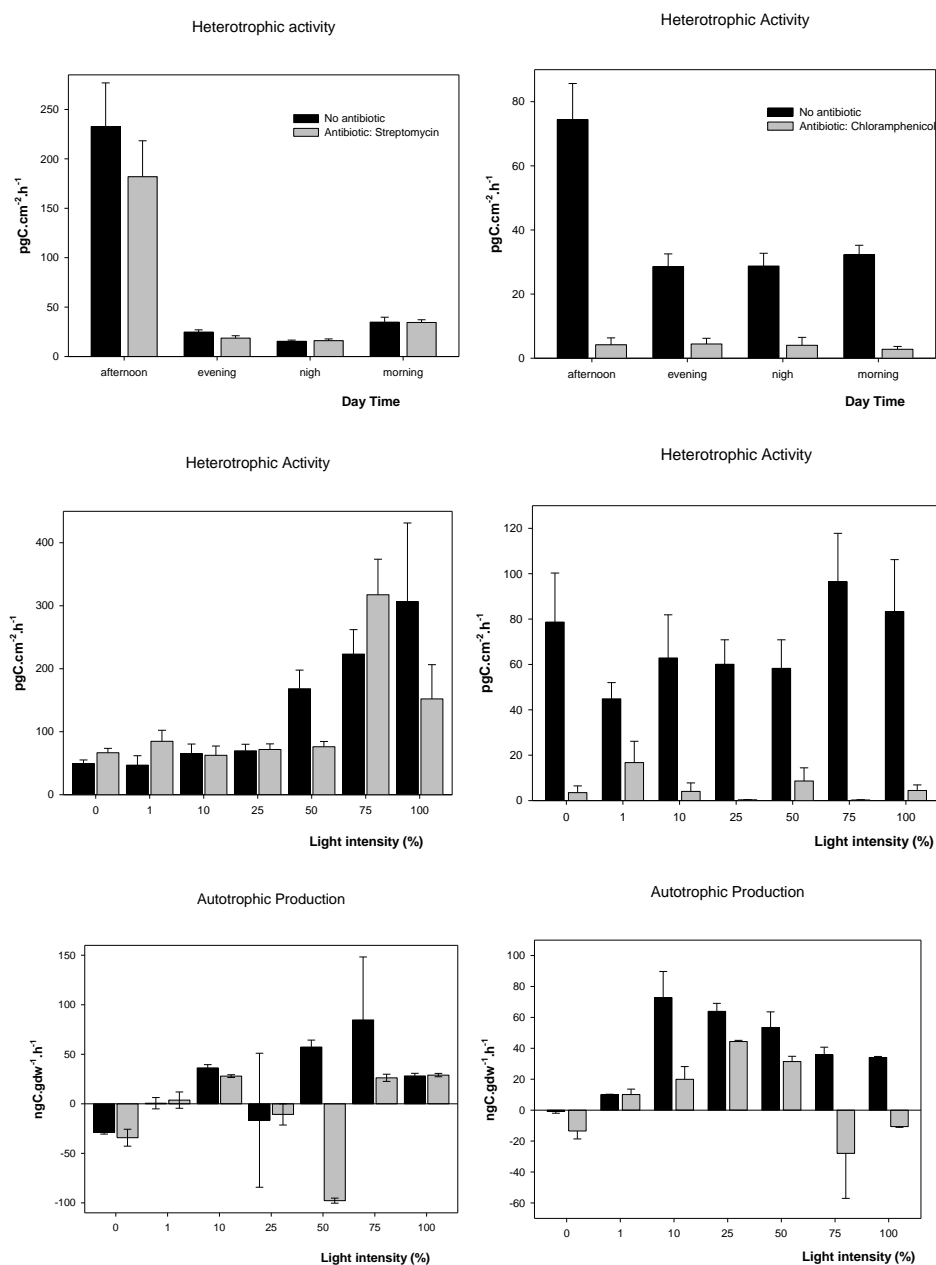 Heterotrophic activity
pgC.cm⁻².h⁻¹
250
200
150
100
50
0
No antibiotic
Antibiotic: Streptomycin
afternoon evening nigh morning
Day Time
Heterotrophic Activity
pgC.cm⁻².h⁻¹
80
60
40
20
0
No antibiotic
Antibiotic: Chloramphenicol
afternoon evening nigh morning
Day Time
Heterotrophic Activity
pgC.cm⁻².h⁻¹
400
300
200
100
0
0 1 10 25 50 75 100
Light intensity (%)
Heterotrophic Activity
pgC.cm⁻².h⁻¹
120
100
80
60
40
20
0
0 1 10 25 50 75 100
Light intensity (%)
Autotrophic Production
ngC.gdw⁻¹.h⁻¹
150
100
50
0
-50
-100
0 1 10 25 50 75 100
Light intensity (%)
Autotrophic Production
ngC.gdw⁻¹.h⁻¹
100
80
60
40
20
0
-20
-40
-60
0 1 10 25 50 75 100
Light intensity (%)